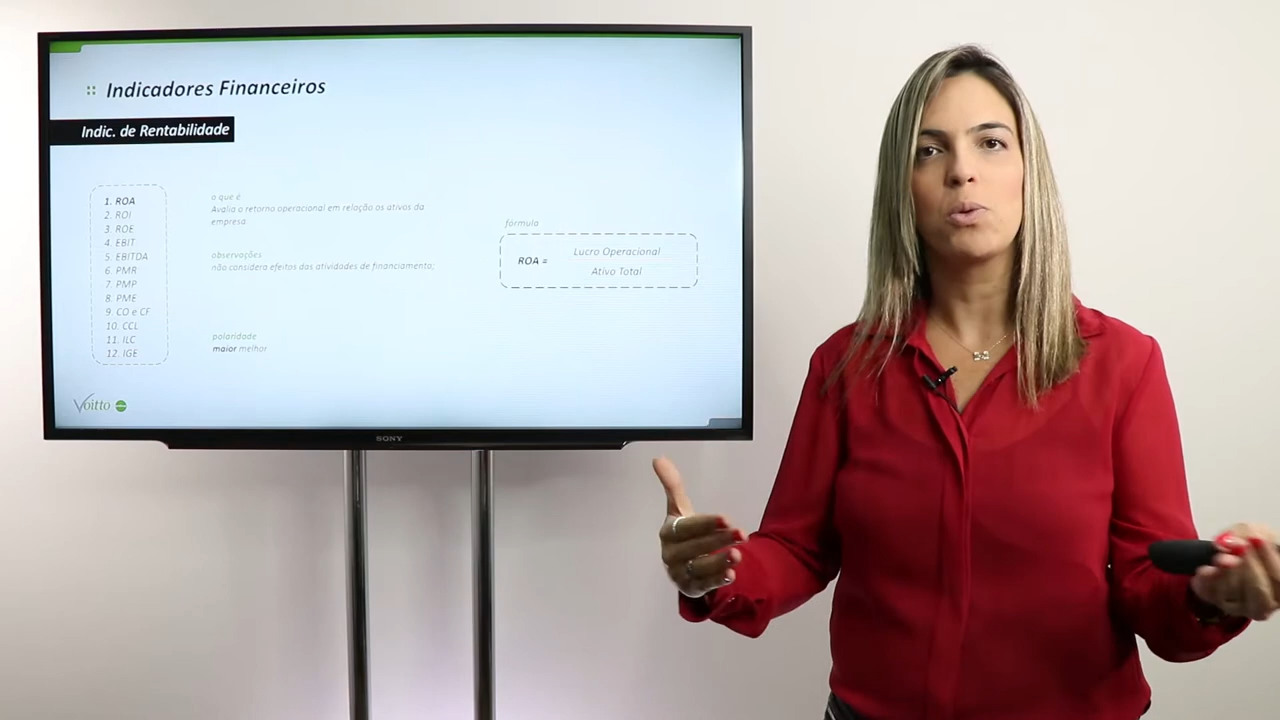 Indicadores Financeiros
Indic. de Rentabilidade
1. ROA
2. ROI
3. ROE
4. EBIT
5. EBITDA
6. PMR
7. PMP
8. PME
9. CO e CF
10. CCL
11. ILC
12. IGE
o que é
Avalia o retorno operacional em relação os ativos da
empresa.
observações
não considera efeitos das atividades de financiamento;
polaridade
maior melhor
fórmula
ROA = Lucro Operacional
Ativo Total
Voitto
SONY